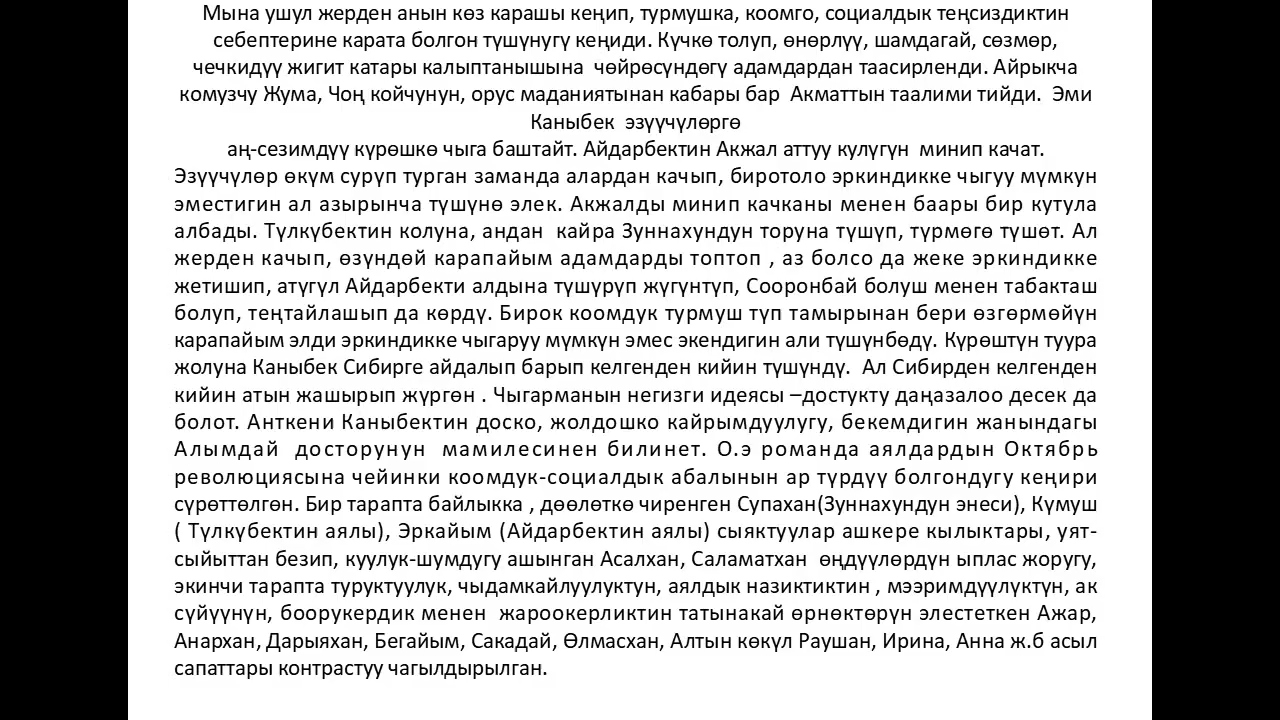 Мына ушул жерден анын көз карашы кеңип, турмушка, коомго, социалдык теңсиздиктин
себептерине карата болгон түшүнүгү кеңиди. Күчкө толуп, өнөрлүү, шамдагай, сөзмөр,
чечкидүү жигит катары калыптанышына чөйрөсүндөгү адамдардан таасирленди. Айрыкча
комузчу Жума, Чоң койчунун, орус маданиятынан кабары бар Акматтын таалими тийди. Эми
Каныбек эзүүчүлөргө
аң-сезимдүү күрөшкө чыга баштайт. Айдарбектин Акжал аттуу кулүгүн минип качат.
Эзүүчүлөр өкүм сурүп турган заманда алардан качып, биротоло эркиндикке чыгуу мүмкун
эместигин ал азырынча түшүнө элек. Акжалды минип качканы менен баары бир кутула
албады. Түлкүбектин колуна, андан кайра Зуннахундун торуна түшүп, түрмөгө түшөт. Ал
жерден качып, өзүндөй карапайым адамдарды топтоп , аз болсо да жеке эркиндикке
жетишип, атүгүл Айдарбекти алдына түшүрүп жүгүнтүп, Сооронбай болуш менен табакташ
болуп, теңтайлашып да көрдү. Бирок коомдук турмуш түп тамырынан бери өзгөрмөйүн
карапайым элди эркиндикке чыгаруу мүмкүн эмес экендигин али түшүнбөдү. Күрөштүн туура
жолуна Каныбек Сибирге айдалып барып келгенден кийин түшүндү. Ал Сибирден келгенден
кийин атын жашырып жүргөн . Чыгарманын негизги идеясы –достукту даңазалоо десек да
болот. Анткени Каныбектин доско, жолдошко кайрымдуулугу, бекемдигин жанындагы
Алымдай досторунун мамилесинен билинет. О.э романда аялдардын Октябрь
революциясына чейинки коомдук-социалдык абалынын ар түрдүү болгондугу кеңири
сүрөттөлгөн. Бир тарапта байлыкка , дөөлөткө чиренген Супахан(Зуннахундун энеси), Күмуш
( Түлкүбектин аялы), Эркайым (Айдарбектин аялы) сыяктуулар ашкере кылыктары, уят-
сыйыттан безип, куулук-шумдугу ашынган Асалхан, Саламатхан өңдүүлөрдүн ыплас жоругу,
экинчи тарапта туруктуулук, чыдамкайлуулуктун, аялдык назиктиктин , мээримдүүлүктүн, ак
сүйүүнүн, боорукердик менен жароокерликтин татынакай өрнөктөрүн элестеткен Ажар,
Анархан, Дарыяхан, Бегайым, Сакадай, Өлмасхан, Алтын көкүл Раушан, Ирина, Анна ж.б асыл
сапаттары контрастуу чагылдырылган.